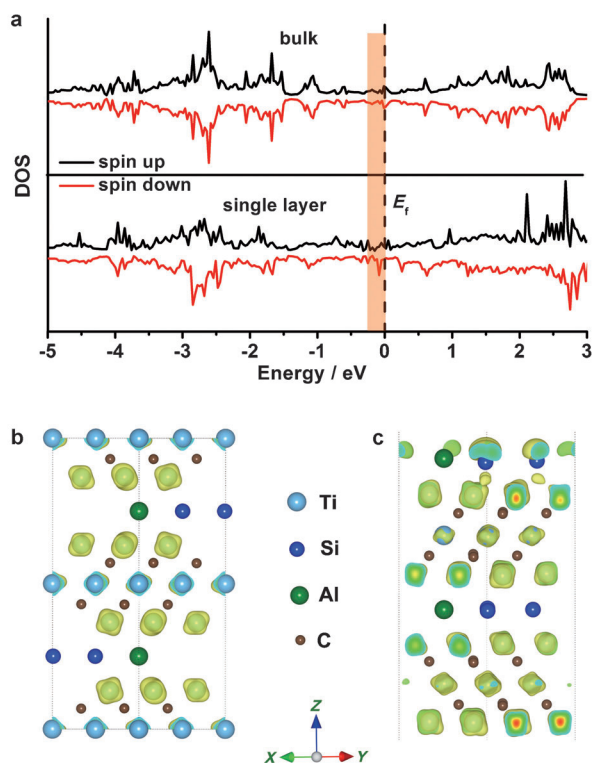 a
bulk
DOS
spin up
spin down
single layer
Ef
-5 -4 -3 -2 -1 0 1 2 3
Energy / eV
b
c
Ti
Si
Al
C
Z
X Y